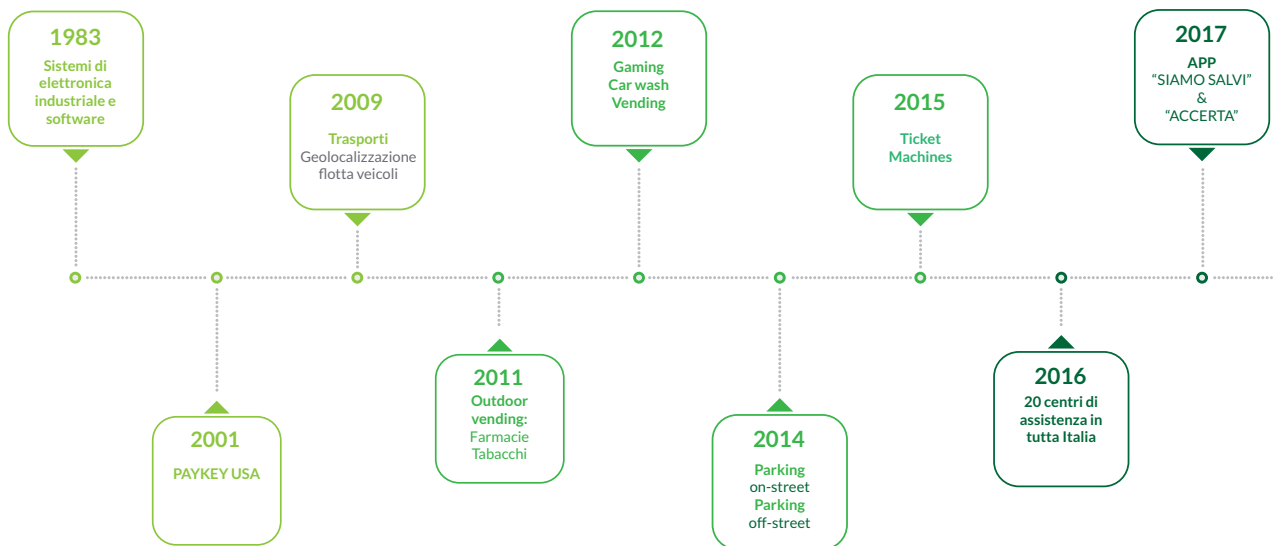 1983
Sistemi di
elettronica
industriale e
software
2001
PAYKEY USA
2009
Trasporti
Geolocalizzazione
flotta veicoli
2011
Outdoor
vending:
Farmacie
Tabacchi
2012
Gaming
Car wash
Vending
2014
Parking
on-street
Parking
off-street
2015
Ticket
Machines
2016
20 centri di
assistenza in
tutta Italia
2017
APP
“SIAMO SALVI”
&
“ACCERTA”